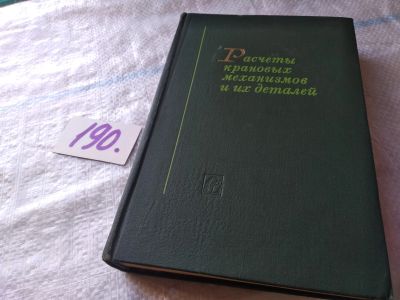 Расчеты
крановых
механизмов
и их деталей
190.